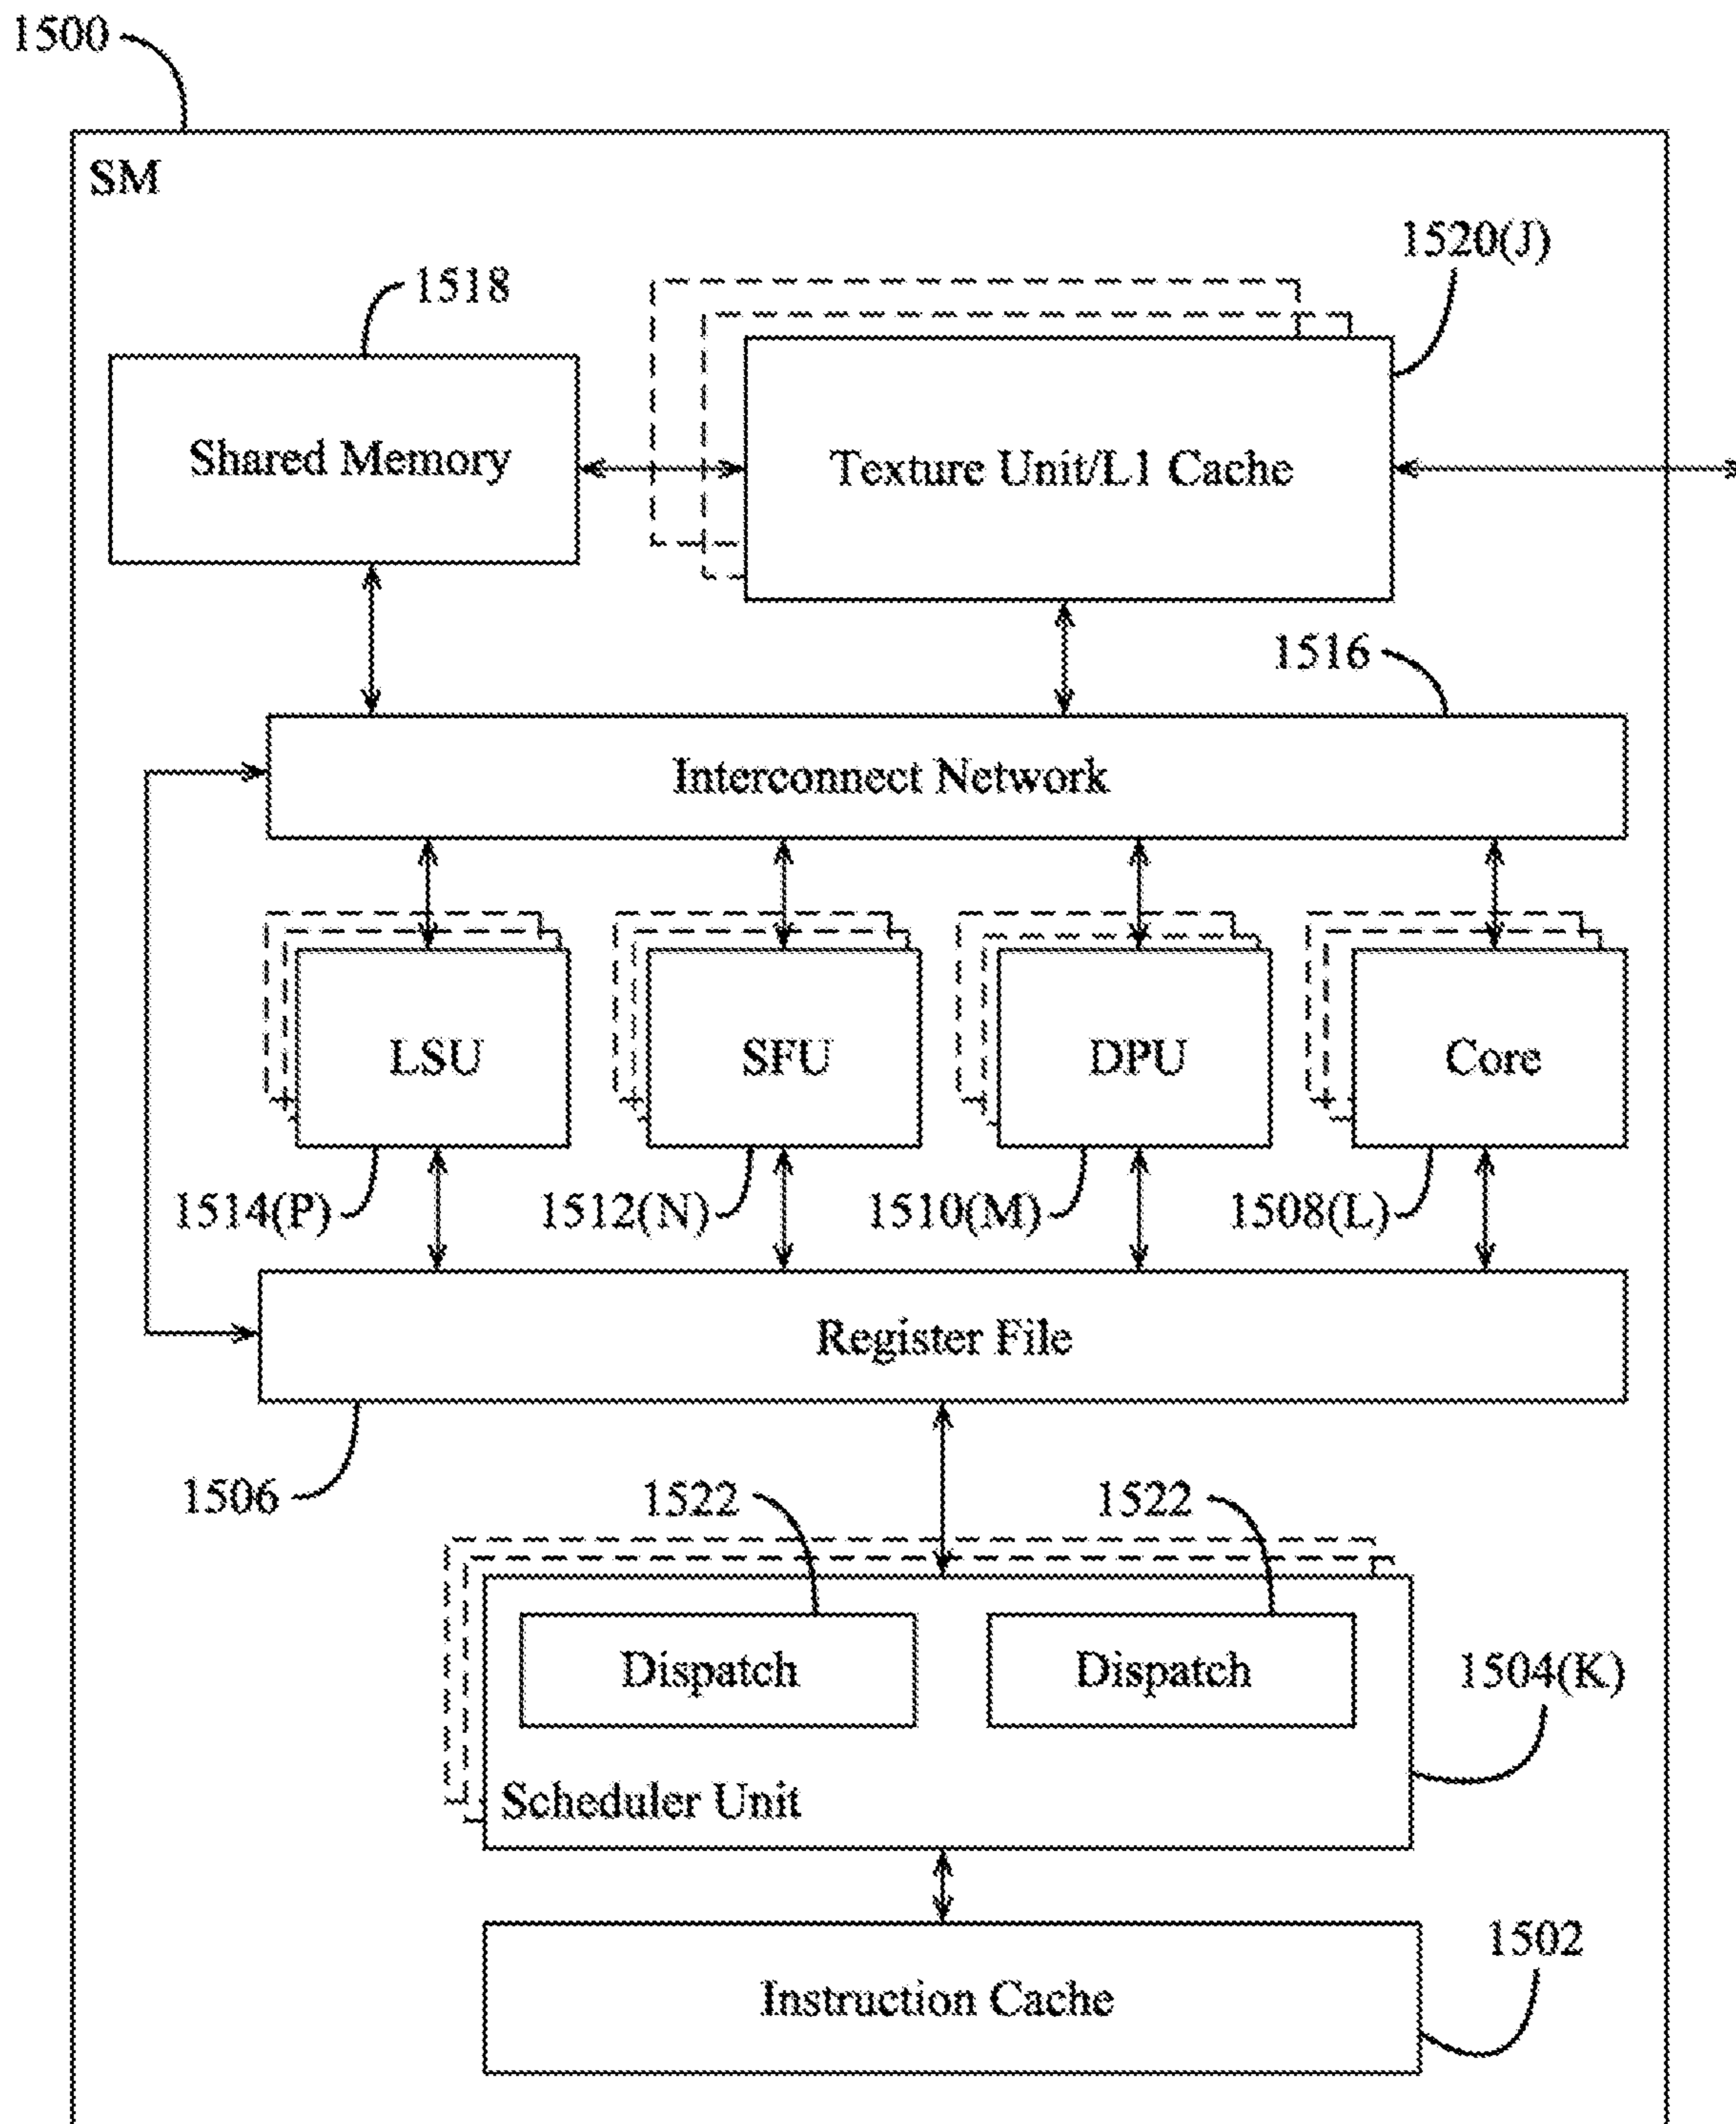 1500
SM
1520(J)
1518
Shared Memory
Texture Unit/L1 Cache
1516
Interconnect Network
LSU
SFU
DPU
Core
1514(P)
1512(N)
1510(M)
1508(L)
Register File
1506
1522
1522
Dispatch
Dispatch
1504(K)
Scheduler Unit
1502
Instruction Cache